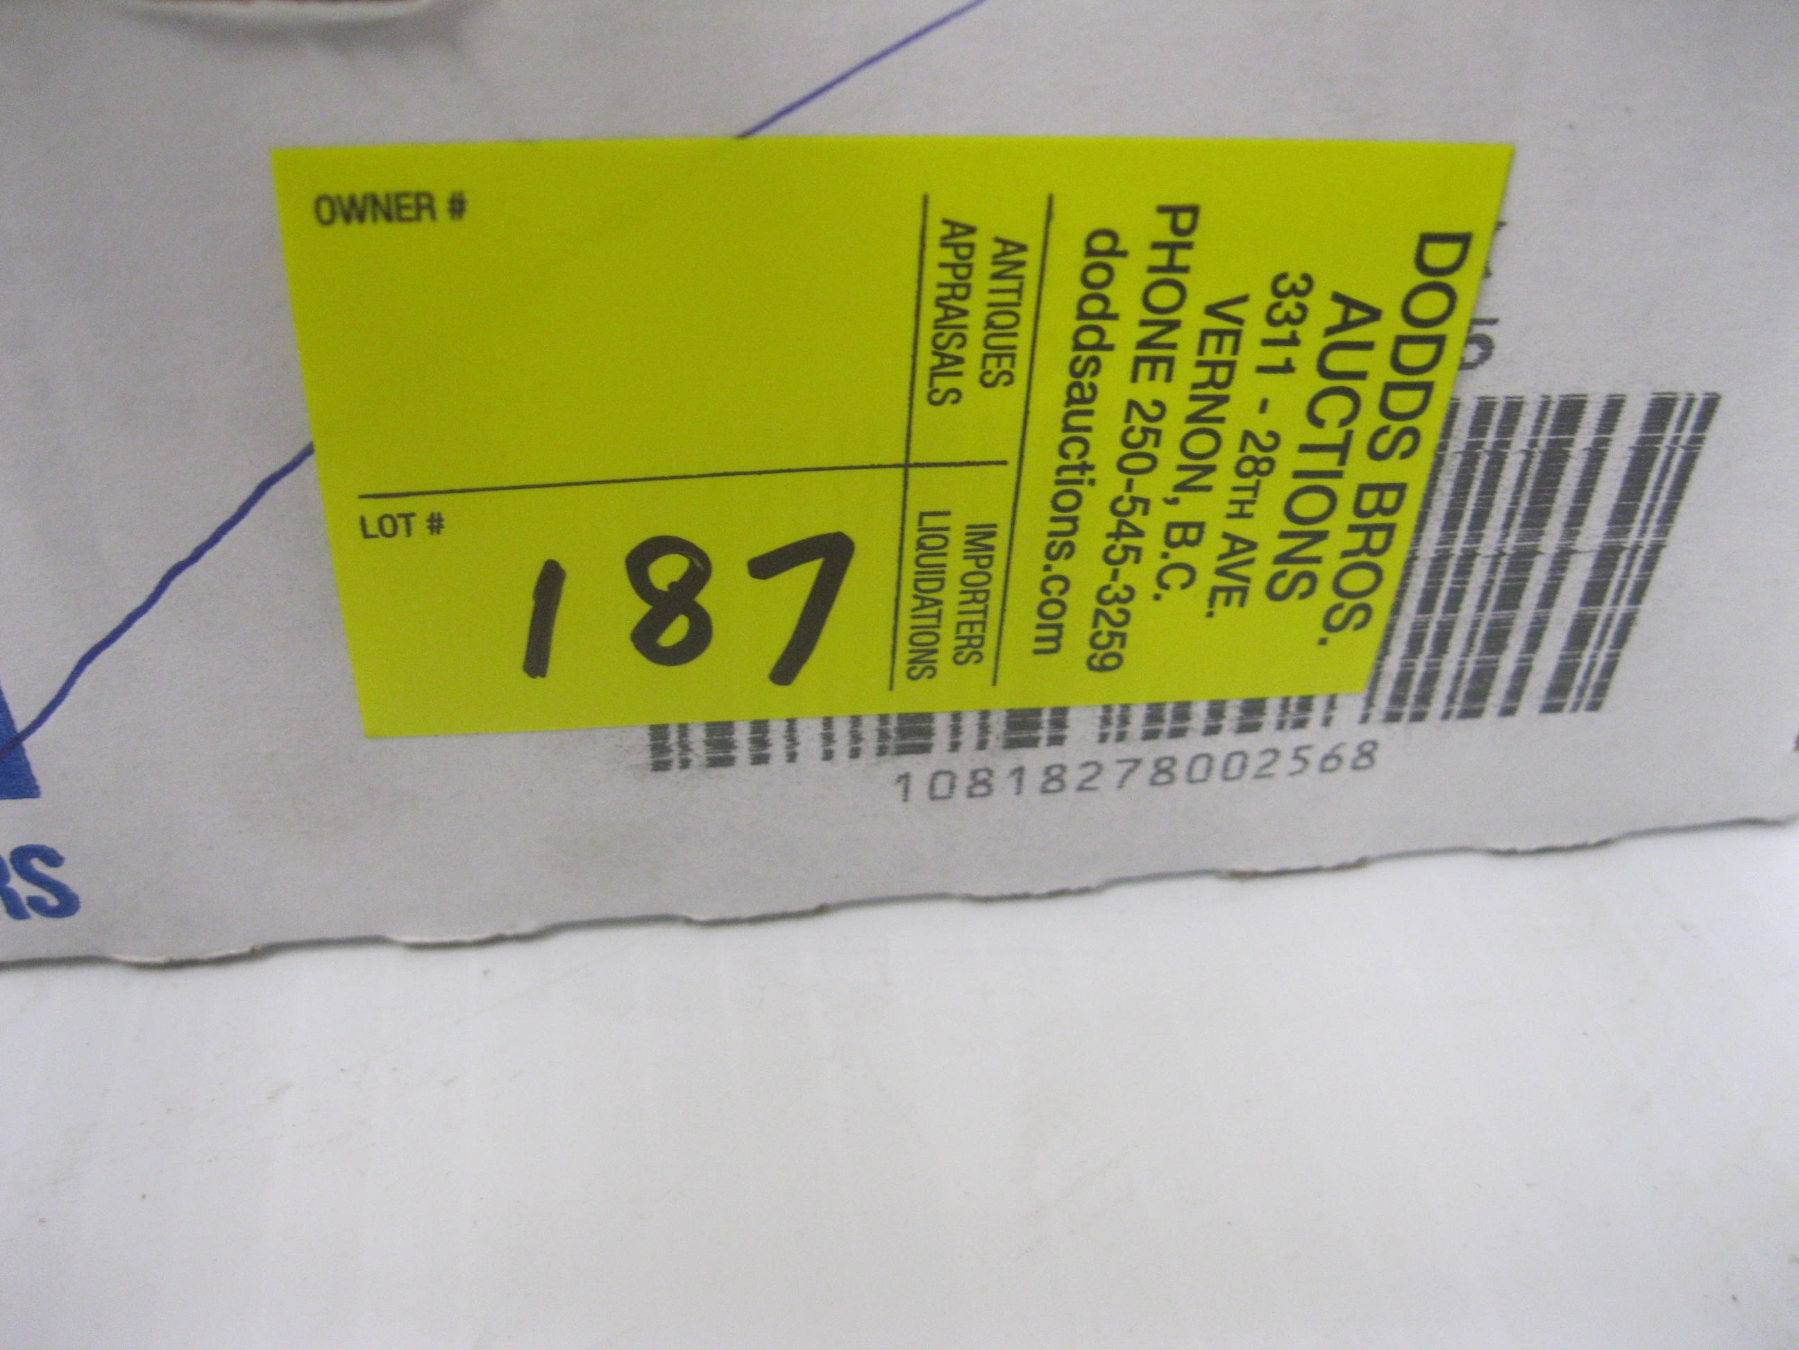 OWNER #
LOT #
187
DODDS BROS.
AUCTIONS
3311 - 28TH AVE.
VERNON, B.C.
PHONE 250-545-3259
doddsauctions.com
ANTIQUES
APPRAISALS
IMPORTERS
LIQUIDATIONS
10818278002568
RS